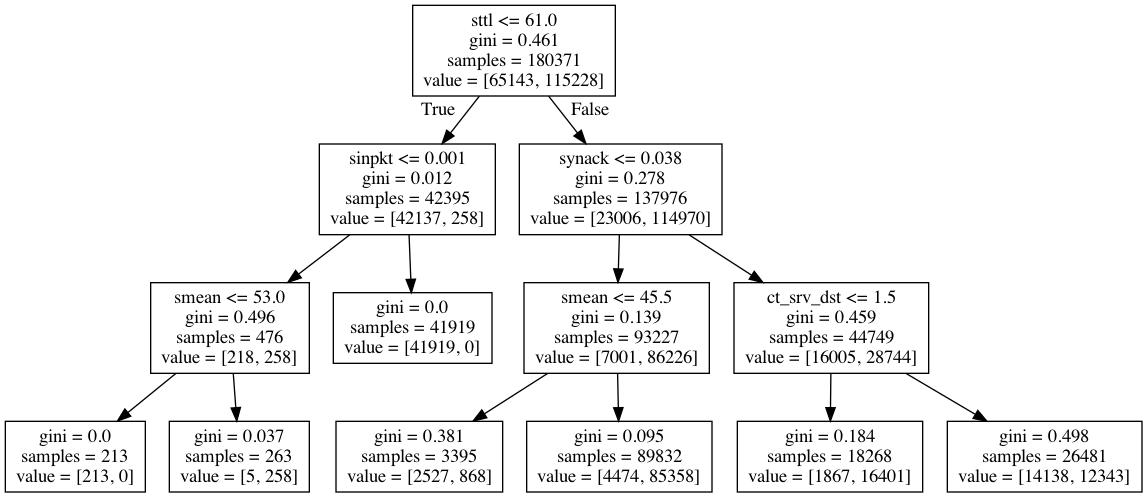 sttl <= 61.0
gini = 0.461
samples = 180371
value = [65143, 115228]
True
False
sinpkt <= 0.001
gini = 0.012
samples = 42395
value = [42137, 258]
synack <= 0.038
gini = 0.278
samples = 137976
value = [23006, 114970]
smean <= 53.0
gini = 0.496
samples = 476
value = [218, 258]
gini = 0.0
samples = 41919
value = [41919, 0]
smean <= 45.5
gini = 0.139
samples = 93227
value = [7001, 86226]
ct_srv_dst <= 1.5
gini = 0.459
samples = 44749
value = [16005, 28744]
gini = 0.0
samples = 213
value = [213, 0]
gini = 0.037
samples = 263
value = [5, 258]
gini = 0.381
samples = 3395
value = [2527, 868]
gini = 0.095
samples = 89832
value = [4474, 85358]
gini = 0.184
samples = 18268
value = [1867, 16401]
gini = 0.498
samples = 26481
value = [14138, 12343]